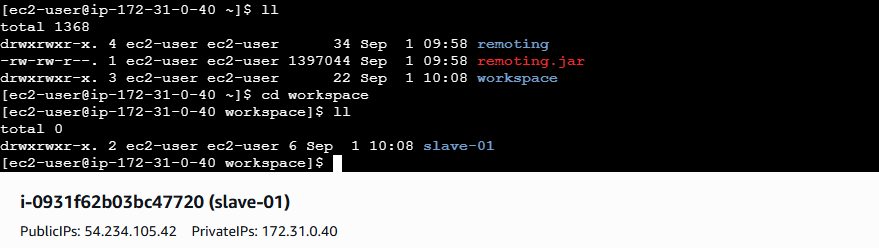 [ec2-user@ip-172-31-0-40 ~]$ ll
total 1368
drwxrwxr-x. 4 ec2-user ec2-user      34 Sep  1 09:58 remoting
-rw-rw-r--. 1 ec2-user ec2-user 1397044 Sep  1 09:58 remoting.jar
drwxrwxr-x. 3 ec2-user ec2-user      22 Sep  1 10:08 workspace
[ec2-user@ip-172-31-0-40 ~]$ cd workspace
[ec2-user@ip-172-31-0-40 workspace]$ ll
total 0
drwxrwxr-x. 2 ec2-user ec2-user 6 Sep  1 10:08 slave-01
[ec2-user@ip-172-31-0-40 workspace]$
i-0931f62b03bc47720 (slave-01)
PublicIPs: 54.234.105.42    PrivateIPs: 172.31.0.40